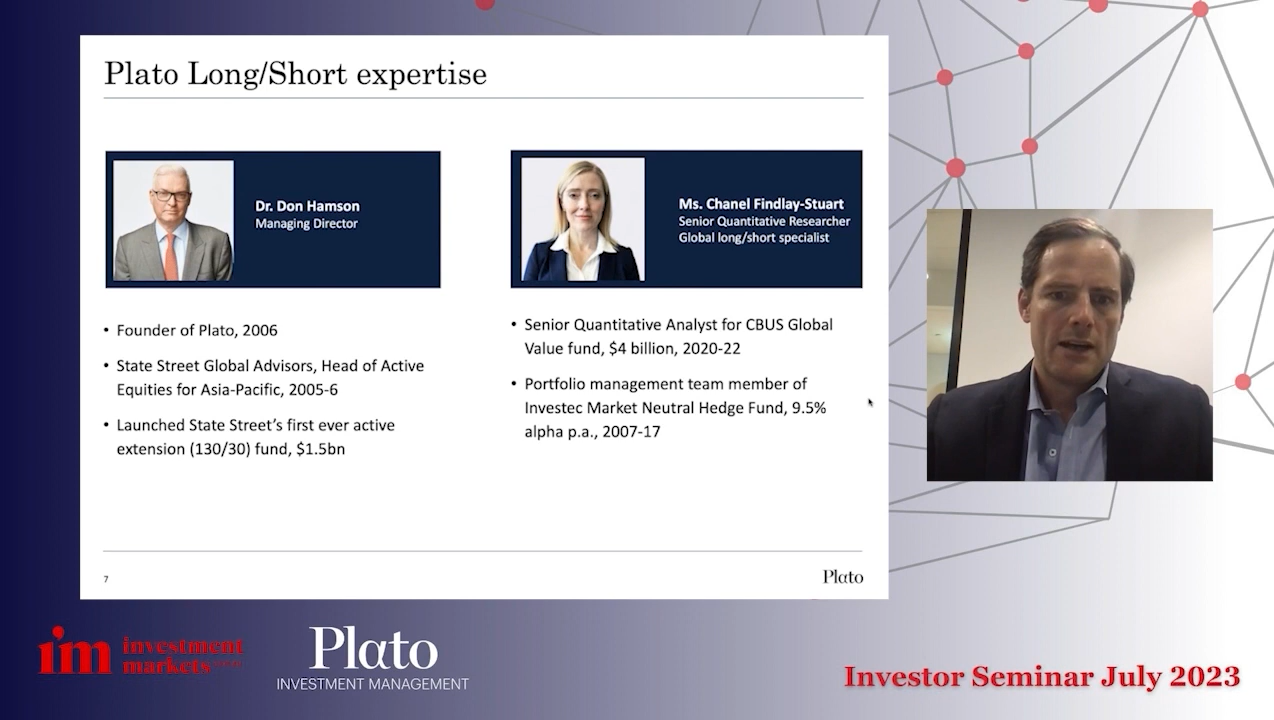 Plato Long/Short expertise
Dr. Don Hamson
Managing Director
• Founder of Plato, 2006
• State Street Global Advisors, Head of Active
Equities for Asia-Pacific, 2005-6
• Launched State Street’s first ever active
extension (130/30) fund, $1.5bn
Ms. Chanel Findlay-Stuart
Senior Quantitative Researcher
Global long/short specialist
• Senior Quantitative Analyst for CBUS Global
Value fund, $4 billion, 2020-22
• Portfolio management team member of
Investec Market Neutral Hedge Fund, 9.5%
alpha p.a., 2007-17
7
Plato
im investment
markets
Plato
INVESTMENT MANAGEMENT
Investor Seminar July 2023